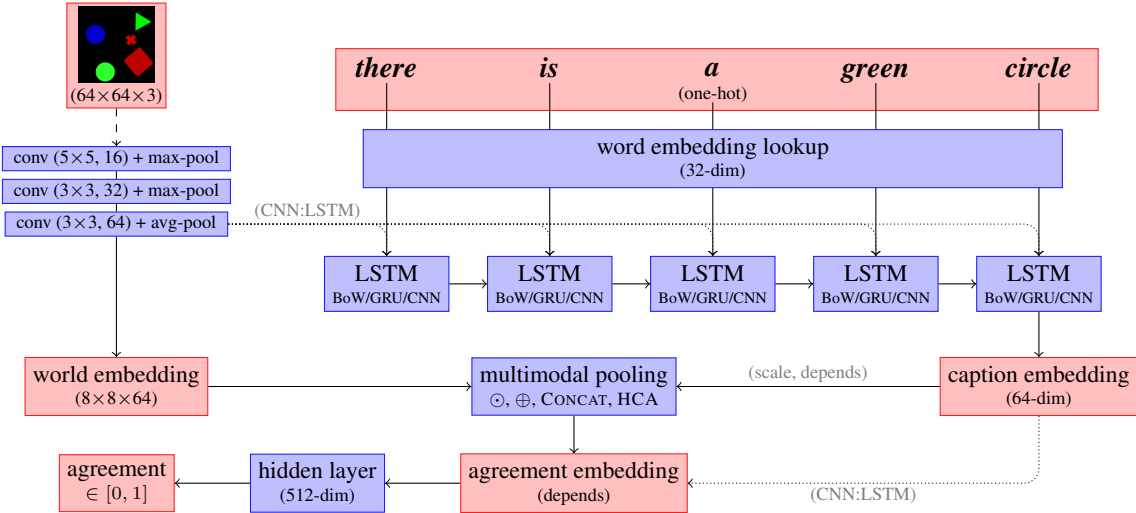 (64×64×3)
there is a green circle
(one-hot)
conv (5×5, 16) + max-pool
conv (3×3, 32) + max-pool
conv (3×3, 64) + avg-pool
word embedding lookup
(32-dim)
(CNN:LSTM)
LSTM LSTM LSTM LSTM LSTM
BoW/GRU/CNN BoW/GRU/CNN BoW/GRU/CNN BoW/GRU/CNN BoW/GRU/CNN
world embedding
(8×8×64)
multimodal pooling
⊙, ⊕, CONCAT, HCA
(scale, depends)
caption embedding
(64-dim)
agreement
∈ [0, 1]
hidden layer
(512-dim)
agreement embedding
(depends)
(CNN:LSTM)